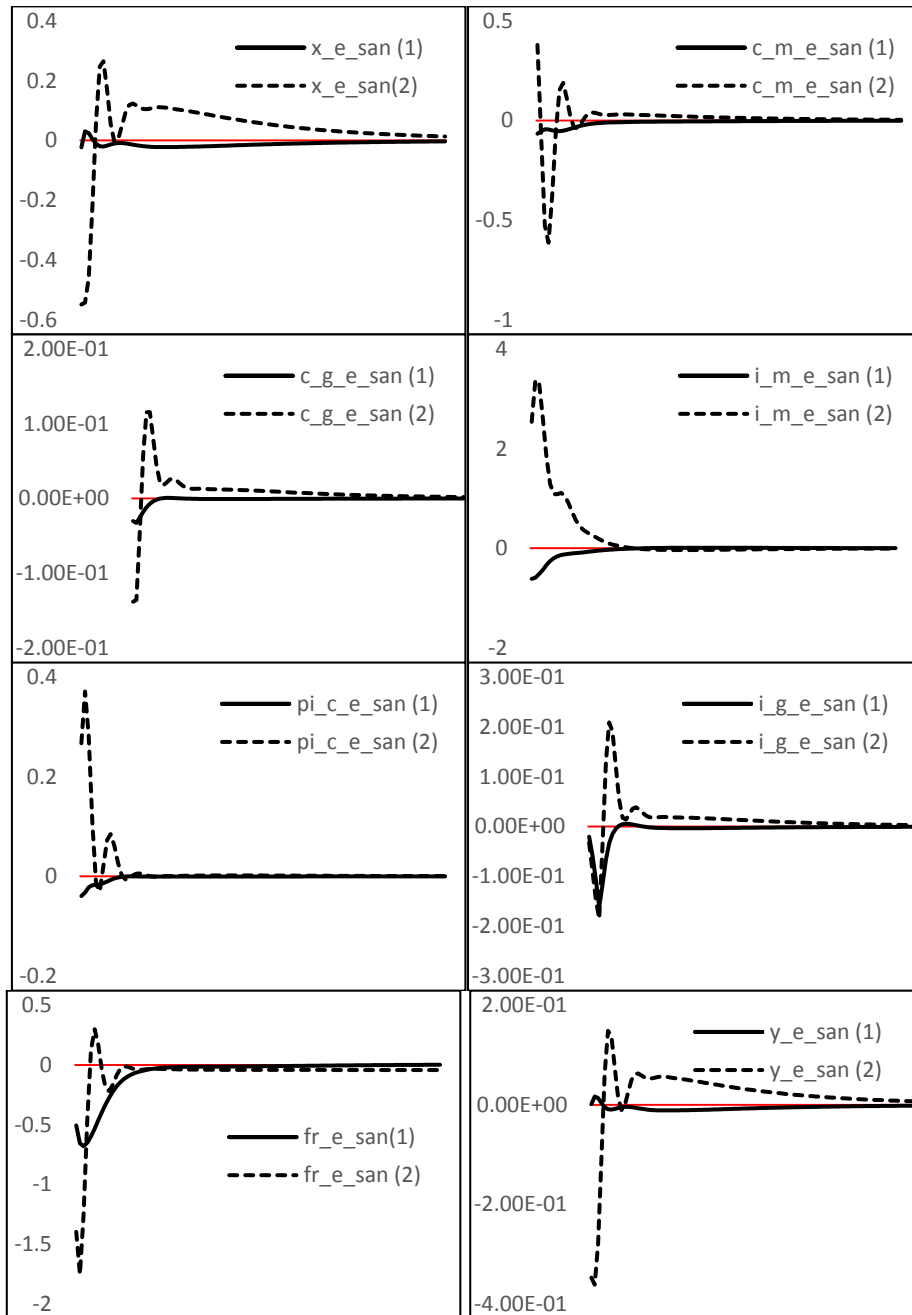 0.4
0.2
0
-0.2
-0.4
-0.6
x_e_san (1)
x_e_san(2)
0.5
0
-0.5
-1
c_m_e_san (1)
c_m_e_san (2)
2.00E-01
1.00E-01
0.00E+00
-1.00E-01
-2.00E-01
c_g_e_san (1)
c_g_e_san (2)
4
2
0
-2
i_m_e_san (1)
i_m_e_san (2)
0.4
0.2
0
-0.2
pi_c_e_san (1)
pi_c_e_san (2)
3.00E-01
2.00E-01
1.00E-01
0.00E+00
-1.00E-01
-2.00E-01
-3.00E-01
i_g_e_san (1)
i_g_e_san (2)
0.5
0
-0.5
-1
-1.5
-2
fr_e_san(1)
fr_e_san (2)
2.00E-01
0.00E+00
-2.00E-01
-4.00E-01
y_e_san (1)
y_e_san (2)